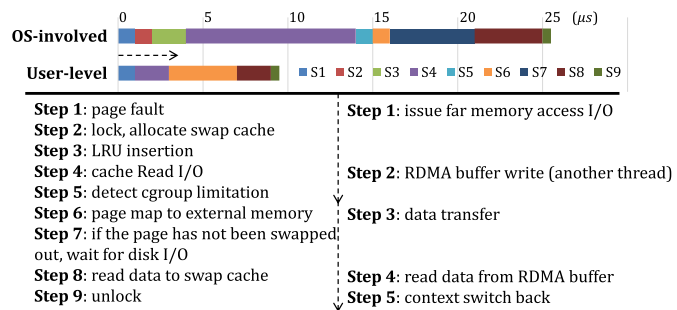 0 5 10 15 20 25 (μs)
OS-involved
User-level
S1 S2 S3 S4 S5 S6 S7 S8 S9
Step 1: page fault
Step 2: lock, allocate swap cache
Step 3: LRU insertion
Step 4: cache Read I/O
Step 5: detect cgroup limitation
Step 6: page map to external memory
Step 7: if the page has not been swapped
out, wait for disk I/O
Step 8: read data to swap cache
Step 9: unlock
Step 1: issue far memory access I/O
Step 2: RDMA buffer write (another thread)
Step 3: data transfer
Step 4: read data from RDMA buffer
Step 5: context switch back